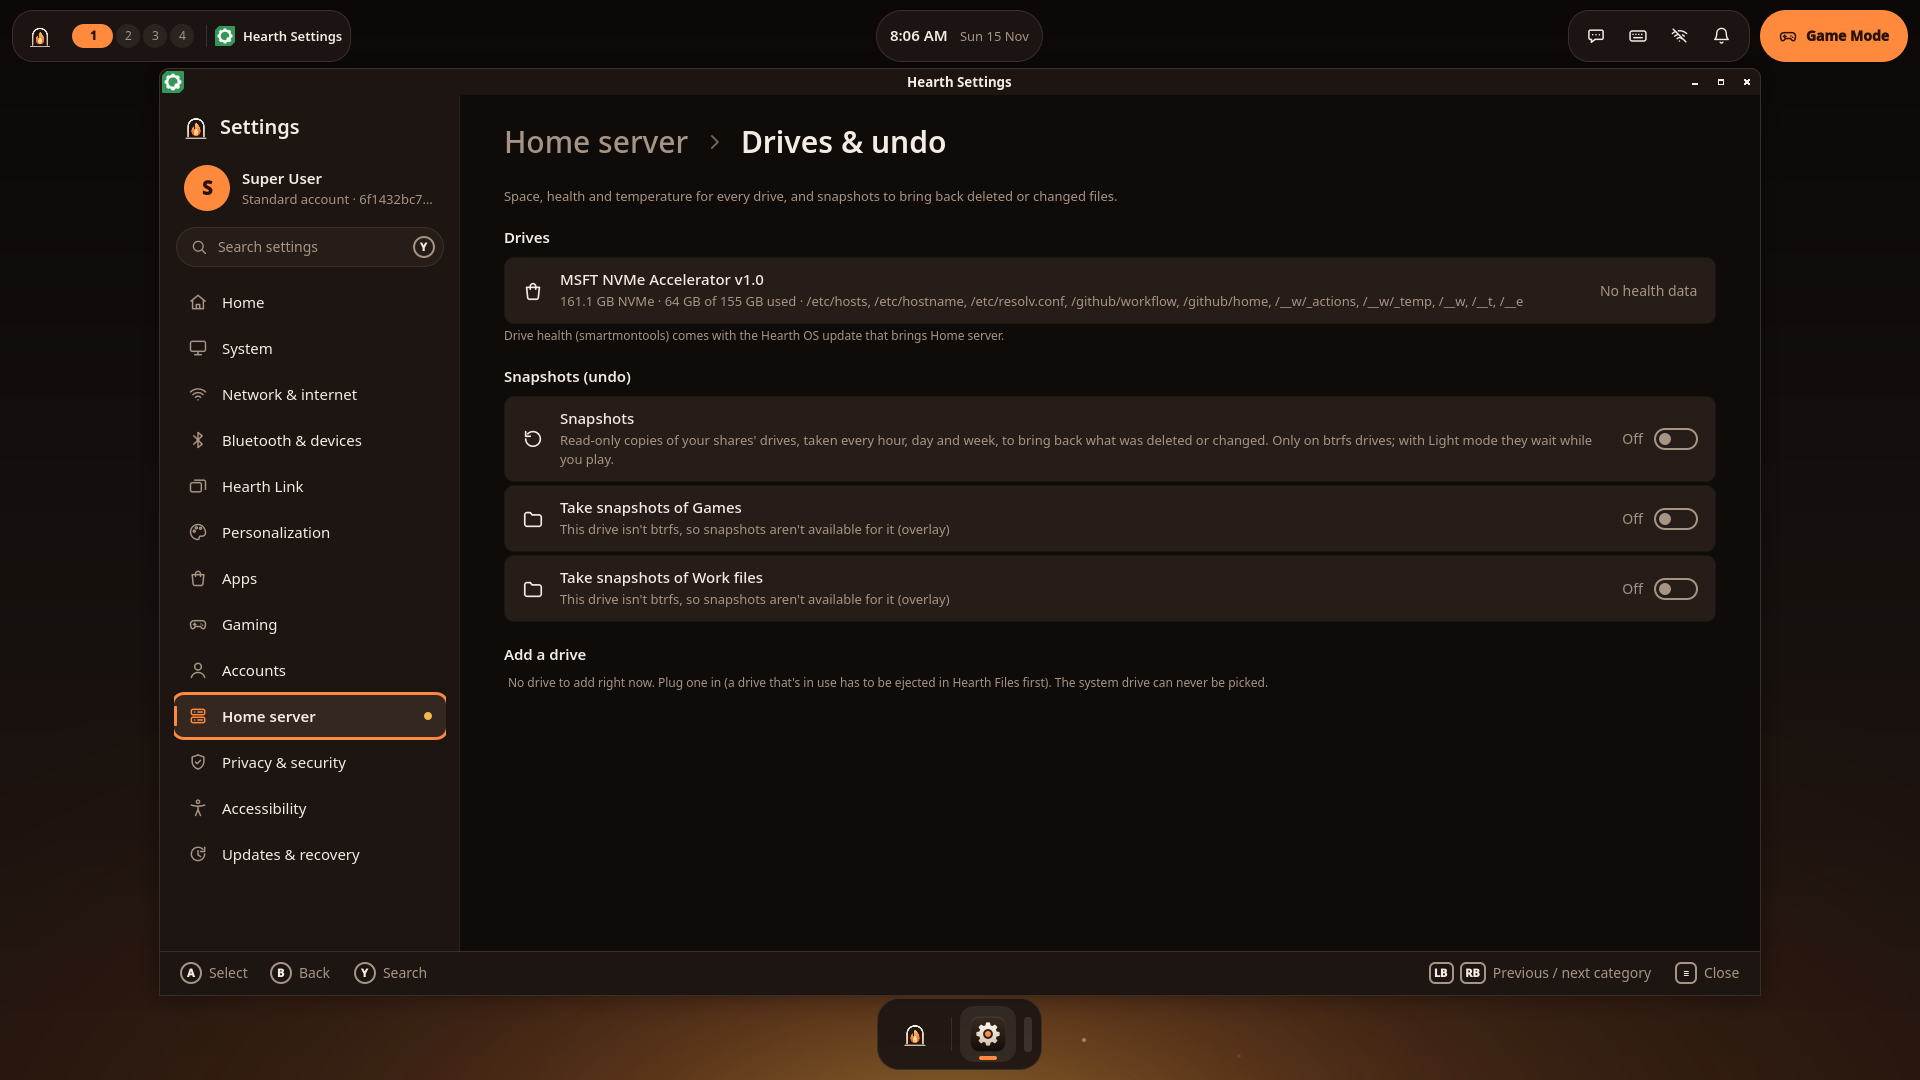 1 2 3 4 Hearth Settings
8:06 AM Sun 15 Nov
Game Mode
Hearth Settings
Settings
S
Super User
Standard account · 6f1432bc7...
Search settings Y
Home
System
Network & internet
Bluetooth & devices
Hearth Link
Personalization
Apps
Gaming
Accounts
Home server
Privacy & security
Accessibility
Updates & recovery
Home server > Drives & undo
Space, health and temperature for every drive, and snapshots to bring back deleted or changed files.
Drives
MSFT NVMe Accelerator v1.0
161.1 GB NVMe · 64 GB of 155 GB used · /etc/hosts, /etc/hostname, /etc/resolv.conf, /github/workflow, /github/home, /__w/_actions, /__w/_temp, /__w, /__t, /__e
No health data
Drive health (smartmontools) comes with the Hearth OS update that brings Home server.
Snapshots (undo)
Snapshots
Read-only copies of your shares' drives, taken every hour, day and week, to bring back what was deleted or changed. Only on btrfs drives; with Light mode they wait while
you play.
Off
Take snapshots of Games
This drive isn't btrfs, so snapshots aren't available for it (overlay)
Off
Take snapshots of Work files
This drive isn't btrfs, so snapshots aren't available for it (overlay)
Off
Add a drive
No drive to add right now. Plug one in (a drive that's in use has to be ejected in Hearth Files first). The system drive can never be picked.
A Select B Back Y Search
LB RB Previous / next category ≡ Close